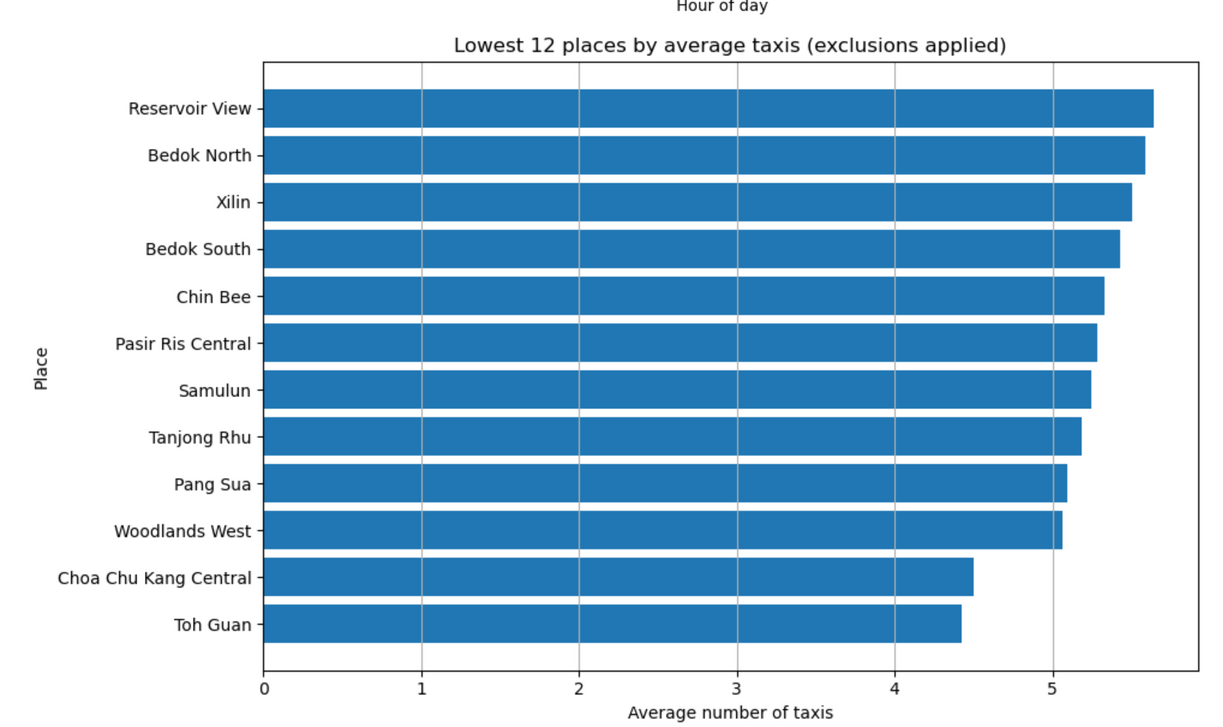 Hour of day
Lowest 12 places by average taxis (exclusions applied)
Reservoir View
Bedok North
Xilin
Bedok South
Chin Bee
Pasir Ris Central
Samulun
Tanjong Rhu
Pang Sua
Woodlands West
Choa Chu Kang Central
Toh Guan
Place
0 1 2 3 4 5
Average number of taxis